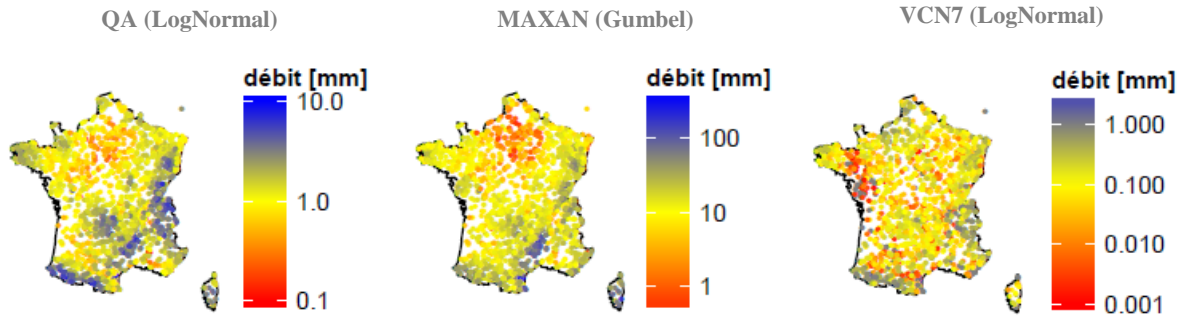 QA (LogNormal)
MAXAN (Gumbel)
VCN7 (LogNormal)
débit [mm]
10.0
1.0
0.1
débit [mm]
100
10
1
débit [mm]
1.000
0.100
0.010
0.001